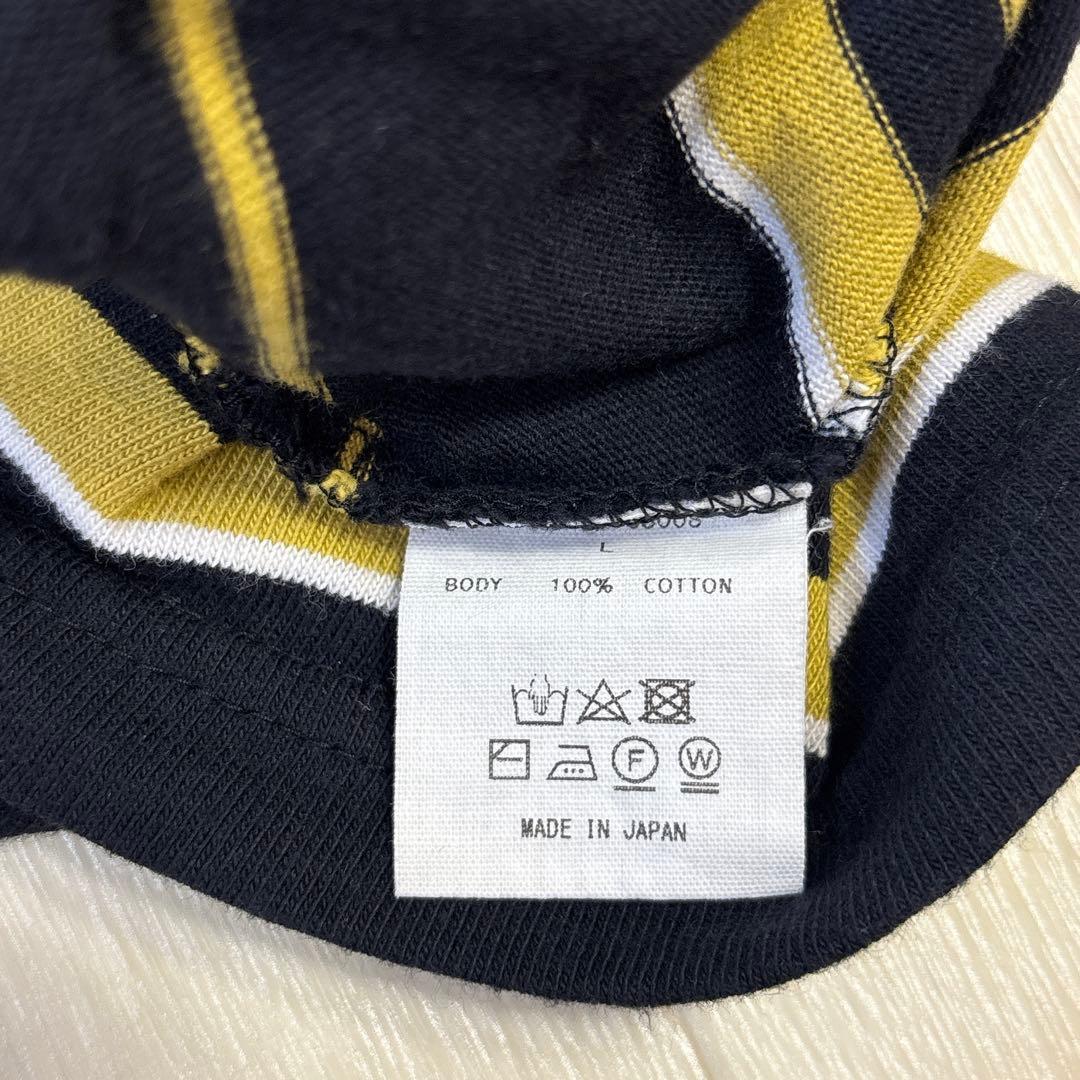 L
BODY 100% COTTON
F W
MADE IN JAPAN